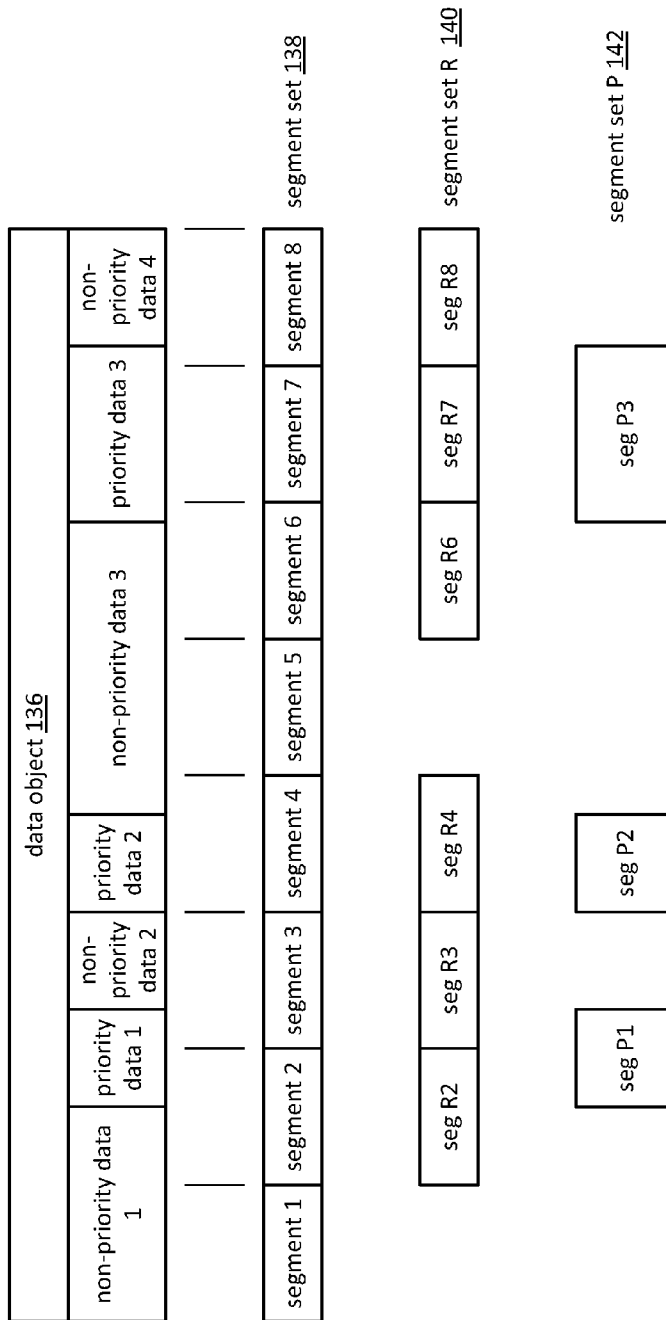 data object 136
non-priority data
1
priority
data 1
non-
priority
data 2
priority
data 2
non-priority data 3
priority data 3
non-
priority
data 4
segment 1
segment 2
segment 3
segment 4
segment 5
segment 6
segment 7
segment 8
segment set 138
seg R2
seg R3
seg R4
seg R6
seg R7
seg R8
segment set R 140
seg P1
seg P2
seg P3
segment set P 142